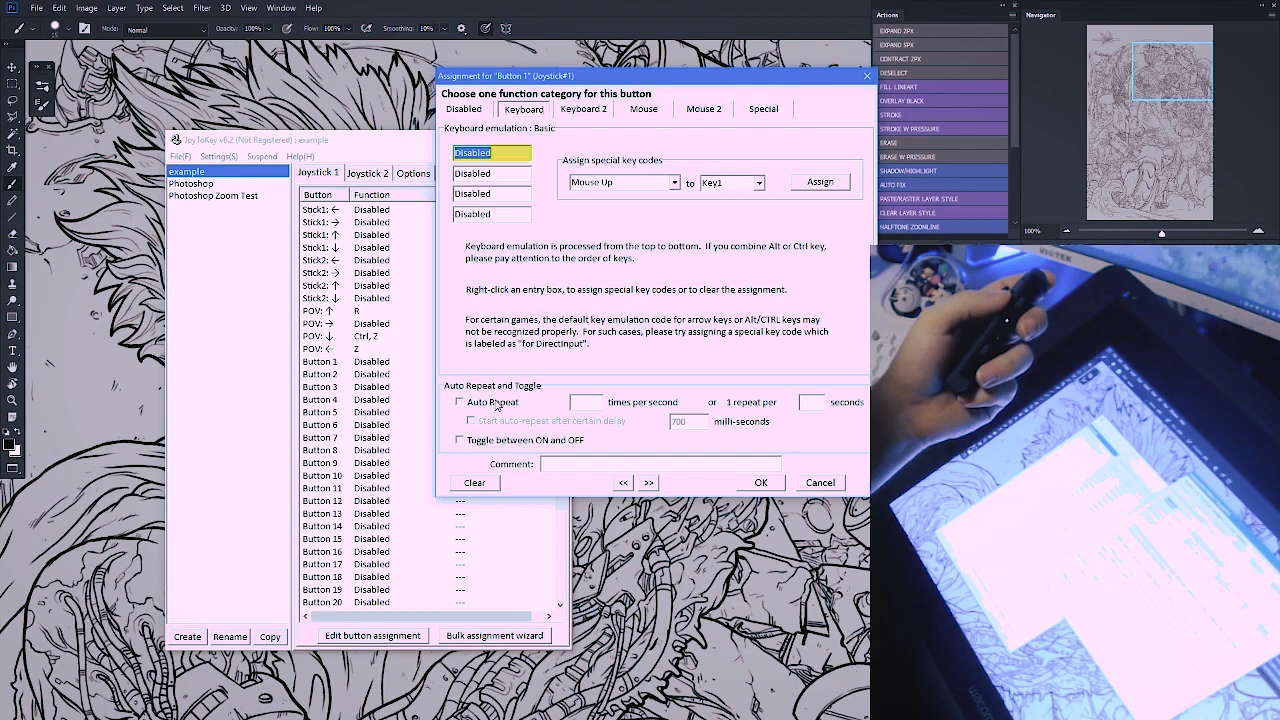 Ps File Edit Image Layer Type Select Filter 3D View Window Help
15 Mode: Normal Opacity: 100% Flow: 100% Smoothing: 10%
Actions
EXPAND 2PX
EXPAND 5PX
CONTRACT 2PX
DESELECT
FILL LINEART
OVERLAY BLACK
STROKE
STROKE W PRESSURE
ERASE
ERASE W PRESSURE
SHADOW/HIGHLIGHT
AUTO FIX
PASTE/RASTER LAYER STYLE
CLEAR LAYER STYLE
HALFTONE ZOOMLINE
Navigator
100%
JoyToKey v6.2 (Not Registered) : example
File(F) Settings(S) Suspend Help(H)
example
Photoshop
Photoshop Zoom Test
Create Rename Copy
Joystick 1 Joystick 2 Options
Button Function
Stick1: ← Disabled
Stick1: → Disabled
Stick1: ↑ Disabled
Stick1: ↓ Disabled
Stick2: ← Disabled
Stick2: → Disabled
Stick2: ↑ Disabled
Stick2: ↓ Disabled
POV: ↑ R
POV: → Disabled
POV: ↓ Ctrl, Z
POV: ← Z
Button 1 Disabled
Button 2 Disabled
Button 3 Disabled
Button 4 Disabled
Button 5 Disabled
Button 6 Disabled
Button 7 Disabled
Button 8 Disabled
Button 9 Disabled
Button 10 Disabled
Button 11 Disabled
Button 12 Disabled ---
Button 13 Disabled ---
Button 14 Disabled ---
Button 15 Disabled ---
Button 16 Disabled ---
Button 17 Disabled ---
Button 18 Disabled ---
Button 19 Disabled ---
Button 20 Disabled ---
Edit button assignment Bulk assignment wizard
Assignment for "Button 1" (Joystick#1)
Choose one function category for this button
Disabled Keyboard Keyboard 2 Mouse Mouse 2 Special
Keyboard emulation : Basic
Disabled
Disabled
Disabled
Disabled
Assign special key codes
Mouse Up to Key1 Assign
Keyboard emulation is processed from the top to bottom. If you combine Alt or Ctrl key,
please pay attention to the order of keys.
Right-click an entry box, to assign special key codes or to clear the assignment.
For certain games, the default key emulation code for arrow keys or Alt/CTRL keys may
not be recognized properly. For such cases, please try assigning a special key code which
is labeled as "for DirectInput".
Auto Repeat and Toggle
Auto Repeat times per second or 1 repeat per seconds
Start auto-repeat after certain delay 700 milli-seconds
Toggle between ON and OFF
Comment:
Clear << >> OK Cancel